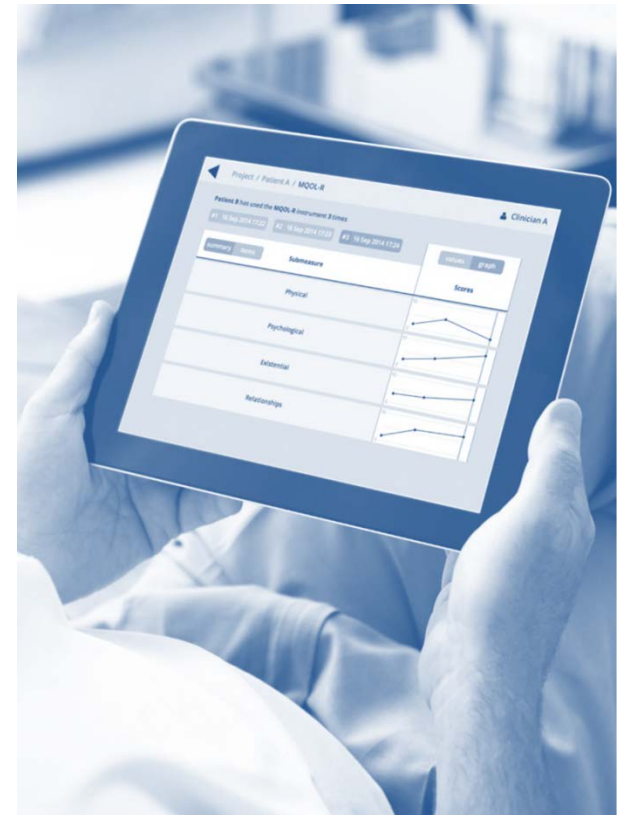 Project / Patient A / MQOL-R
Clinician A
Patient B has used the MQOL-R instrument 3 times
#1 16 Sep 2014 17:22 #2 16 Sep 2014 17:23 #3 16 Sep 2014 17:24
summary items
Submeasure
values graph
Scores
Physical
Psychological
Existential
Relationships